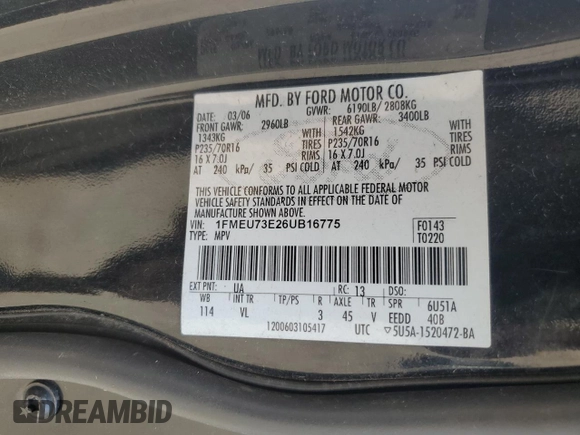 MFD. BY FORD MOTOR CO.
DATE: 03/06 GVWR: 6190LB/ 2808KG
FRONT GAWR: 2960LB REAR GAWR: 3400LB
1343KG WITH 1542KG WITH
P235/70R16 TIRES P235/70R16 TIRES
16 X 7.0J RIMS 16 X 7.0J RIMS
AT 240 kPa/ 35 PSI COLD AT 240 kPa/ 35 PSI COLD
THIS VEHICLE CONFORMS TO ALL APPLICABLE FEDERAL MOTOR
VEHICLE SAFETY STANDARDS IN EFFECT ON THE DATE OF
MANUFACTURE SHOWN ABOVE.
VIN: 1FMEU73E26UB16775
TYPE: MPV
F0143
T0220
EXT PNT: UA RC: 13 DSO:
WB INT TR TP/PS R AXLE TR SPR 6U51A
114 VL 3 45 V EEDD 40B
1200603105417 UTC ▽5U5A-1520472-BA
DREAMBID